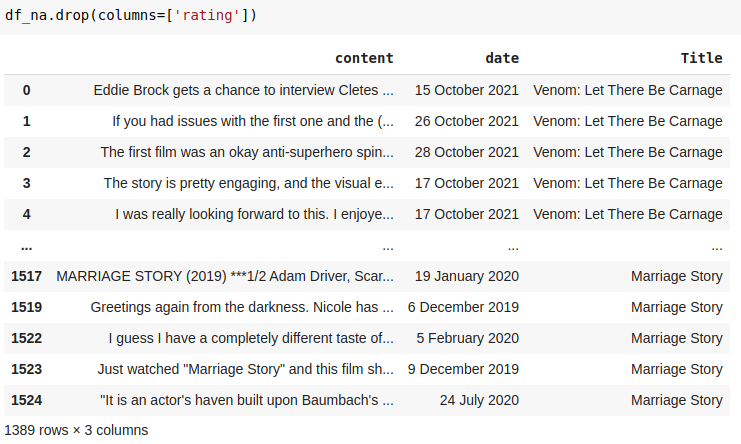 df_na.drop(columns=['rating'])
content date Title
0 Eddie Brock gets a chance to interview Cletes ... 15 October 2021 Venom: Let There Be Carnage
1 If you had issues with the first one and the (... 26 October 2021 Venom: Let There Be Carnage
2 The first film was an okay anti-superhero spin... 28 October 2021 Venom: Let There Be Carnage
3 The story is pretty engaging, and the visual e... 17 October 2021 Venom: Let There Be Carnage
4 I was really looking forward to this. I enjoye... 17 October 2021 Venom: Let There Be Carnage
... ... ... ...
1517 MARRIAGE STORY (2019) ***1/2 Adam Driver, Scar... 19 January 2020 Marriage Story
1519 Greetings again from the darkness. Nicole has ... 6 December 2019 Marriage Story
1522 I guess I have a completely different taste of... 5 February 2020 Marriage Story
1523 Just watched "Marriage Story" and this film sh... 9 December 2019 Marriage Story
1524 "It is an actor's haven built upon Baumbach's ... 24 July 2020 Marriage Story
1389 rows × 3 columns